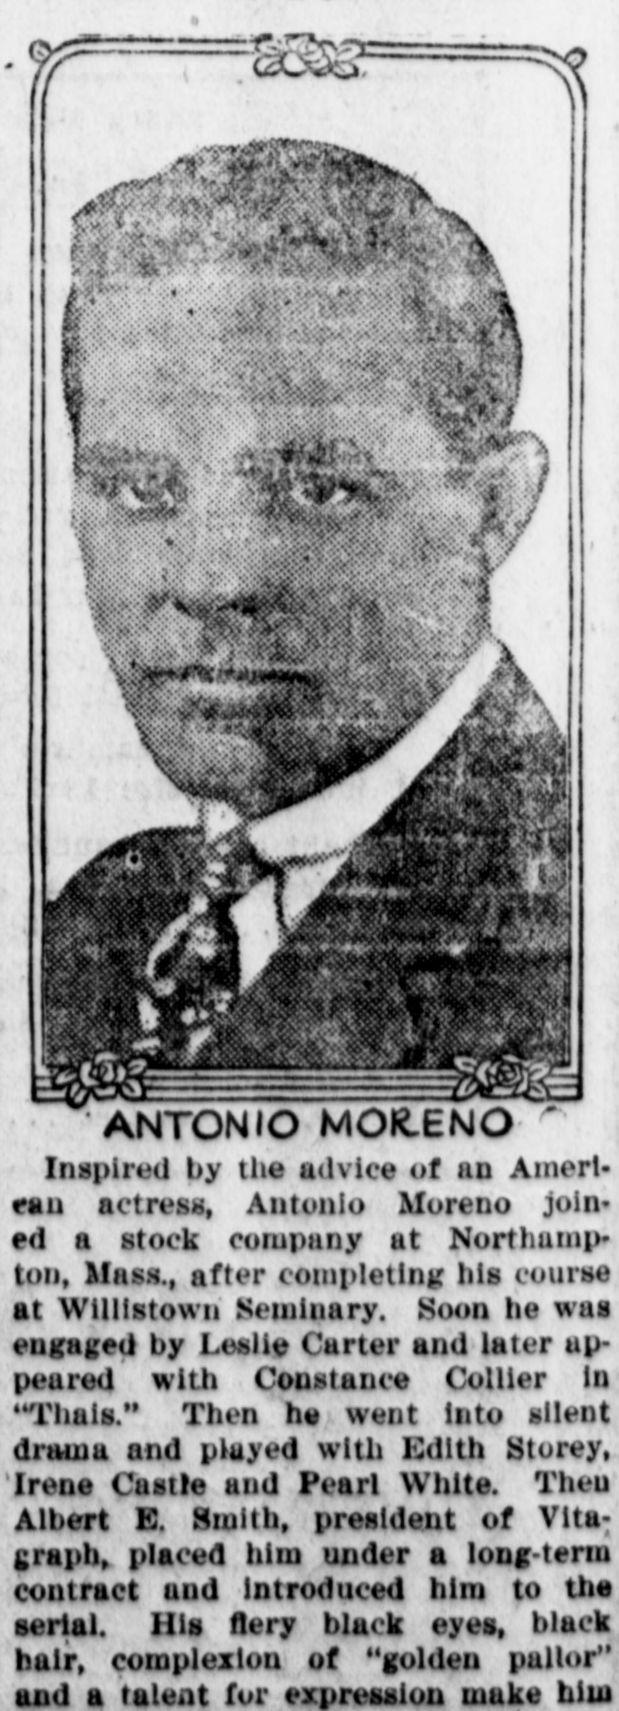 ANTONIO MORENO
Inspired by the advice of an Ameri-
can actress, Antonio Moreno join-
ed a stock company at Northamp-
ton, Mass., after completing his course
at Willistown Seminary. Soon he was
engaged by Leslie Carter and later ap-
peared with Constance Collier in
"Thais." Then he went into silent
drama and played with Edith Storey,
Irene Castle and Pearl White. Then
Albert E. Smith, president of Vita-
graph, placed him under a long-term
contract and introduced him to the
serial. His fiery black eyes, black
hair, complexion of "golden pallor"
and a talent for expression make him